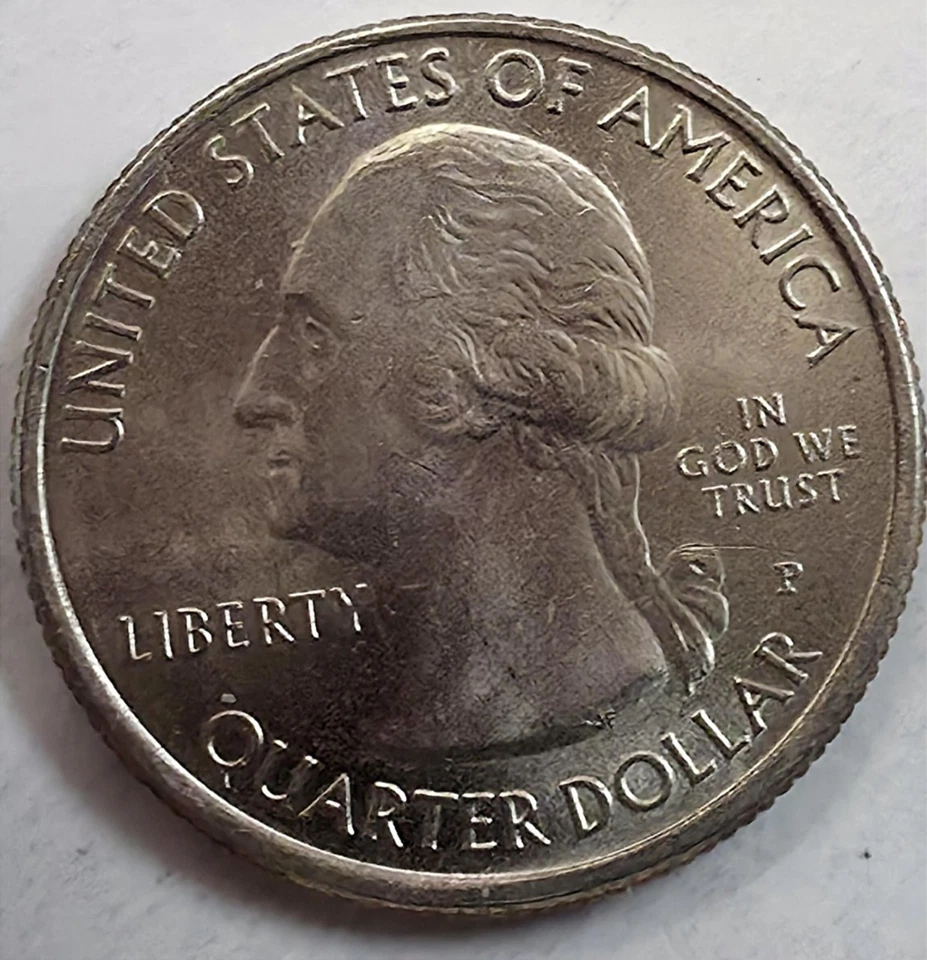 UNITED STATES OF AMERICA
IN
GOD WE
TRUST
P
LIBERTY
QUARTER DOLLAR